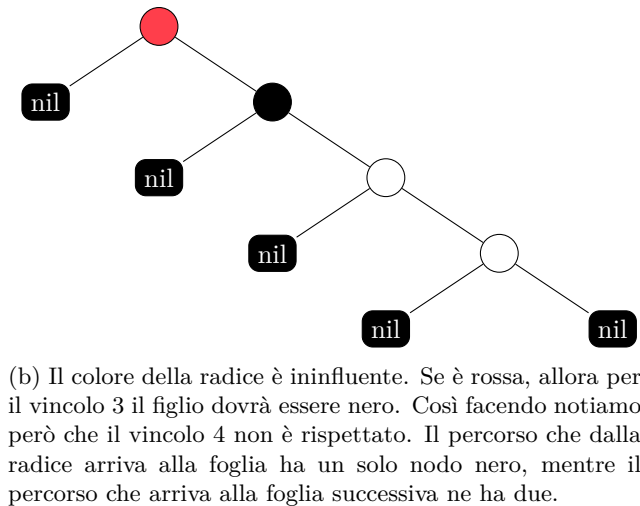 nil
nil
nil
nil
nil
(b) Il colore della radice è ininfluente. Se è rossa, allora per
il vincolo 3 il figlio dovrà essere nero. Così facendo notiamo
però che il vincolo 4 non è rispettato. Il percorso che dalla
radice arriva alla foglia ha un solo nodo nero, mentre il
percorso che arriva alla foglia successiva ne ha due.